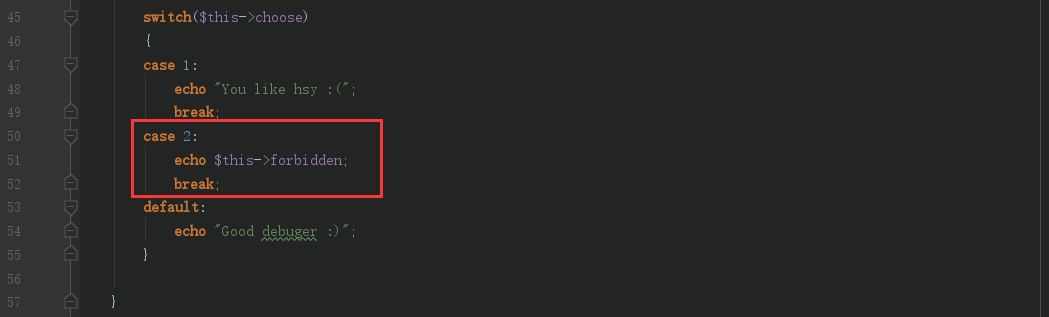 45 switch($this->choose)
46 {
47 case 1:
48 echo "You like hsy :(";
49 break;
50 case 2:
51 echo $this->forbidden;
52 break;
53 default:
54 echo "Good debuger :)";
55 }
56
57 }